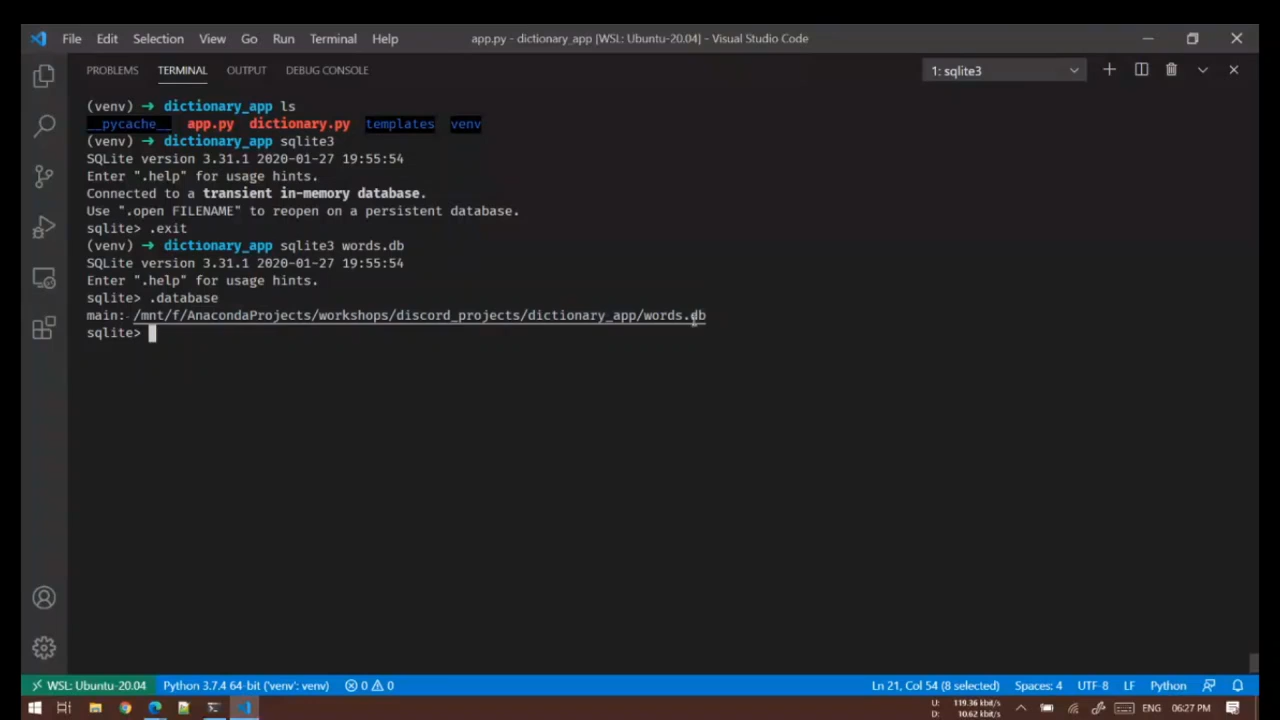 File Edit Selection View Go Run Terminal Help app.py - dictionary_app [WSL: Ubuntu-20.04] - Visual Studio Code
PROBLEMS TERMINAL OUTPUT DEBUG CONSOLE 1: sqlite3
(venv) → dictionary_app ls
__pycache__ app.py dictionary.py templates venv
(venv) → dictionary_app sqlite3
SQLite version 3.31.1 2020-01-27 19:55:54
Enter ".help" for usage hints.
Connected to a transient in-memory database.
Use ".open FILENAME" to reopen on a persistent database.
sqlite> .exit
(venv) → dictionary_app sqlite3 words.db
SQLite version 3.31.1 2020-01-27 19:55:54
Enter ".help" for usage hints.
sqlite> .database
main: /mnt/f/AnacondaProjects/workshops/discord_projects/dictionary_app/words.db
sqlite>
WSL: Ubuntu-20.04 Python 3.7.4 64-bit ('venv': venv) 0 0 Ln 21, Col 54 (8 selected) Spaces: 4 UTF-8 LF Python
U: 119.36 kbit/s
D: 10.62 kbit/s
ENG 06:27 PM